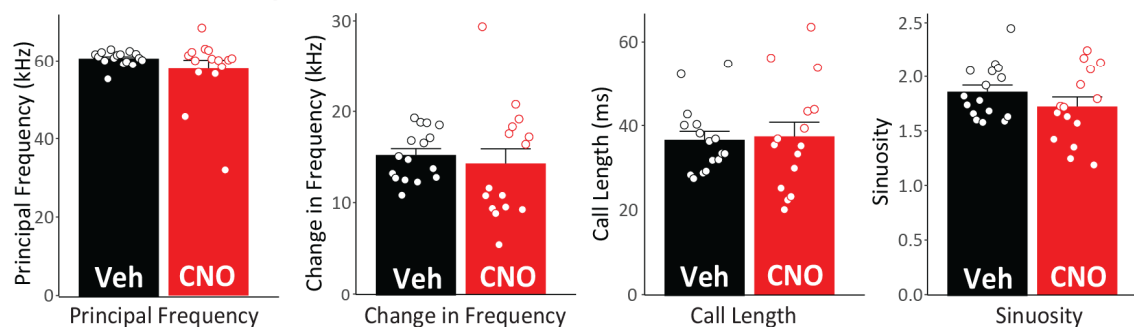 Principal Frequency (kHz)
60
40
20
0
Veh
CNO
Principal Frequency
Change in Frequency (kHz)
30
20
10
0
Veh
CNO
Change in Frequency
Call Length (ms)
60
40
20
0
Veh
CNO
Call Length
Sinuosity
2.5
2.0
1.5
1.0
0.5
0.0
Veh
CNO
Sinuosity